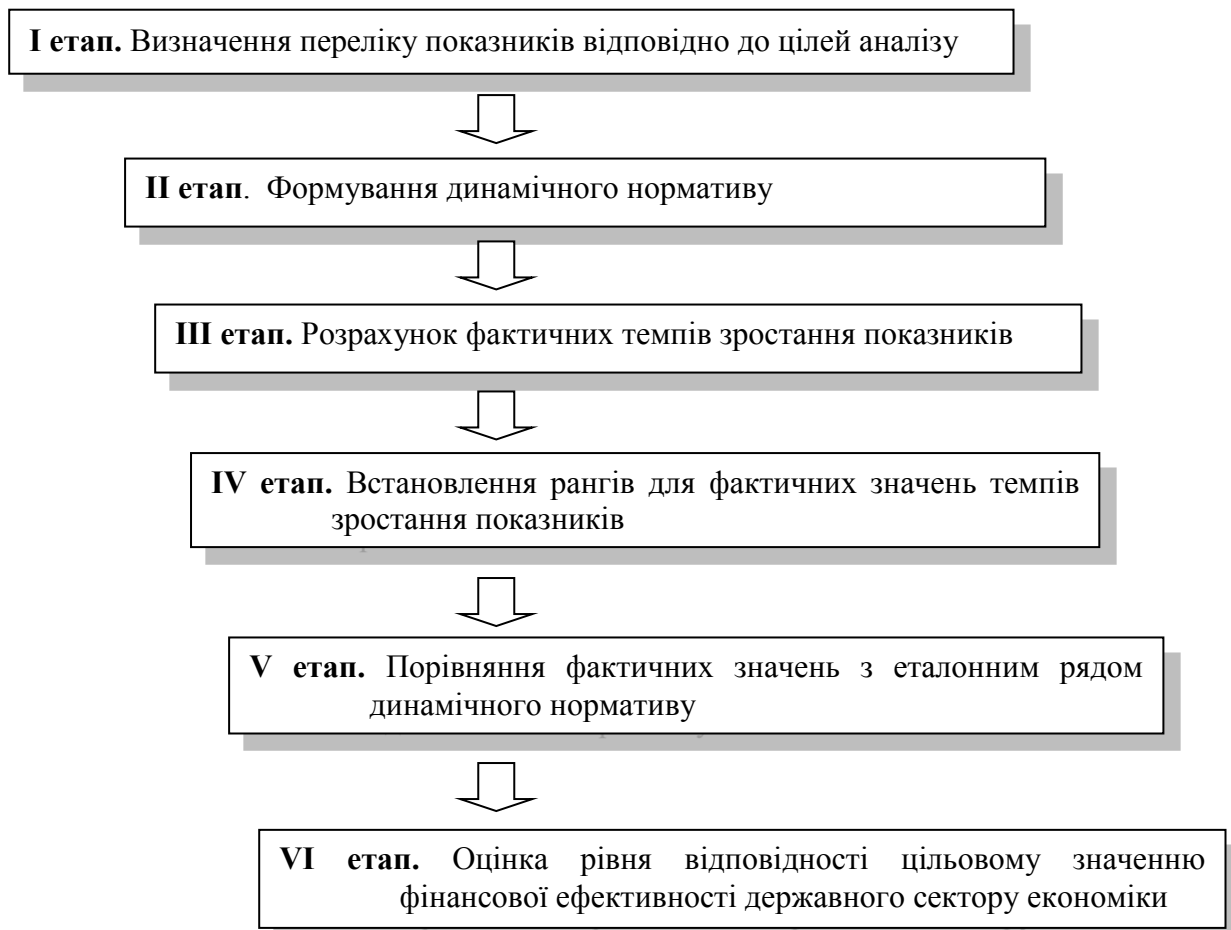 I етап. Визначення переліку показників відповідно до цілей аналізу
II етап.  Формування динамічного нормативу
III етап. Розрахунок фактичних темпів зростання показників
IV етап. Встановлення рангів для фактичних значень темпів
зростання показників
V етап. Порівняння фактичних значень з еталонним рядом
динамічного нормативу
VI етап. Оцінка рівня відповідності цільовому значенню
фінансової ефективності державного сектору економіки